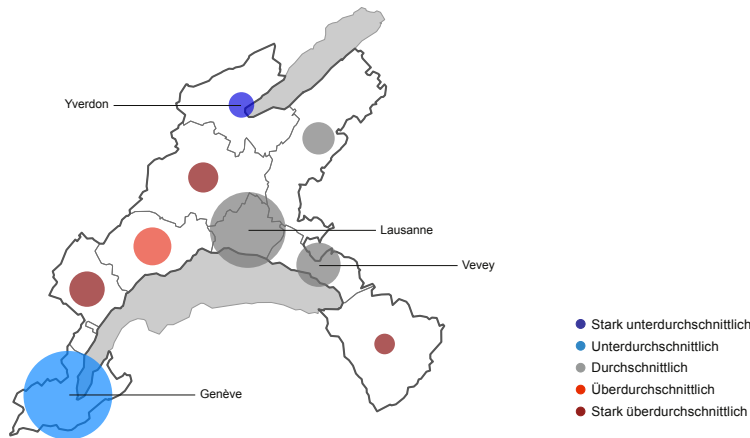 Yverdon
Lausanne
Vevey
Genève
Stark unterdurchschnittlich
Unterdurchschnittlich
Durchschnittlich
Überdurchschnittlich
Stark überdurchschnittlich